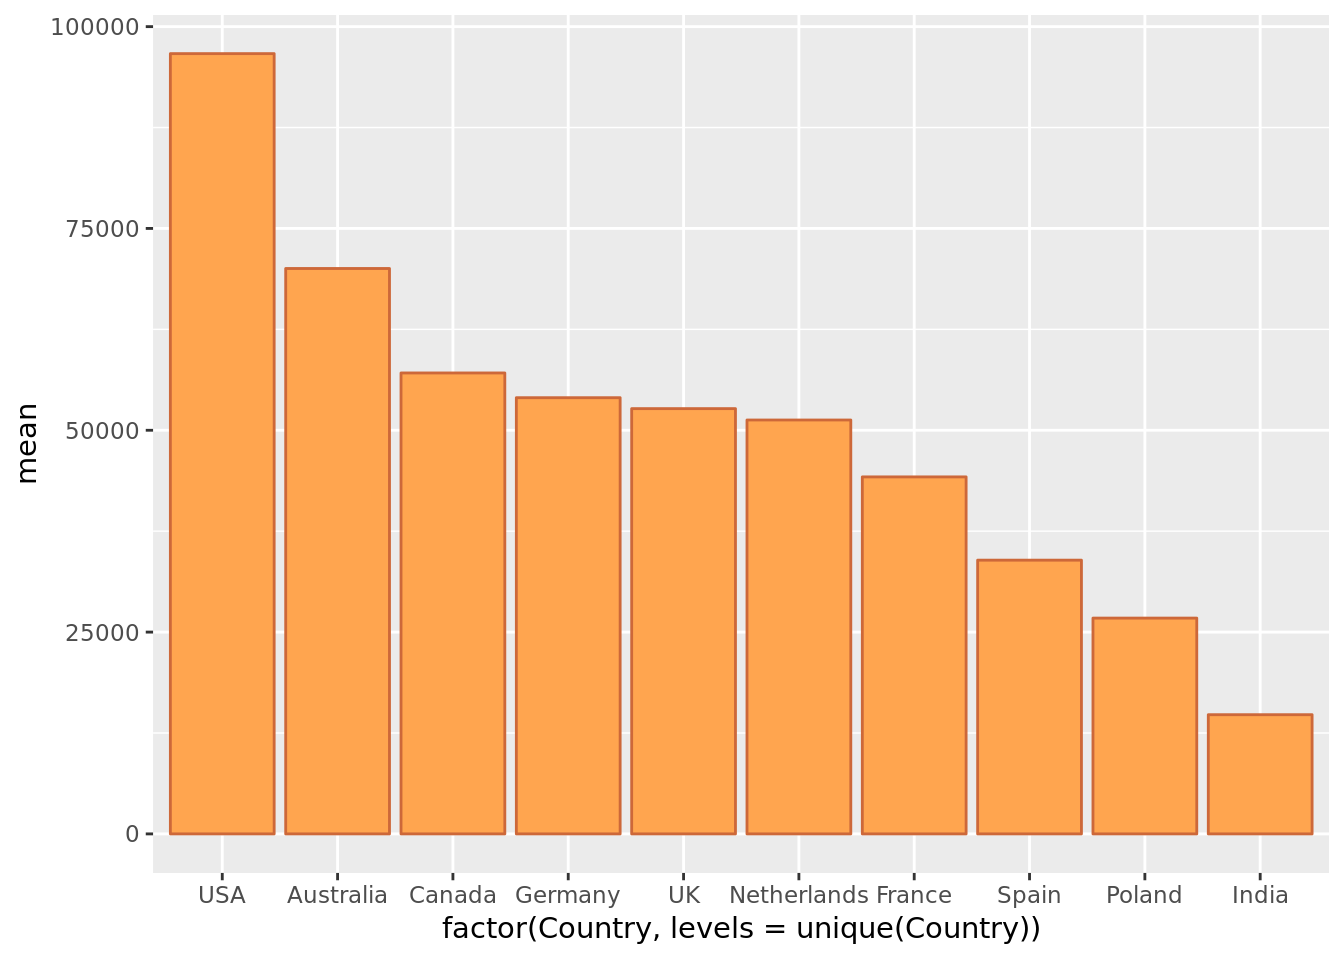 100000
75000
50000
25000
0
mean
USA Australia Canada Germany UK Netherlands France Spain Poland India
factor(Country, levels = unique(Country))